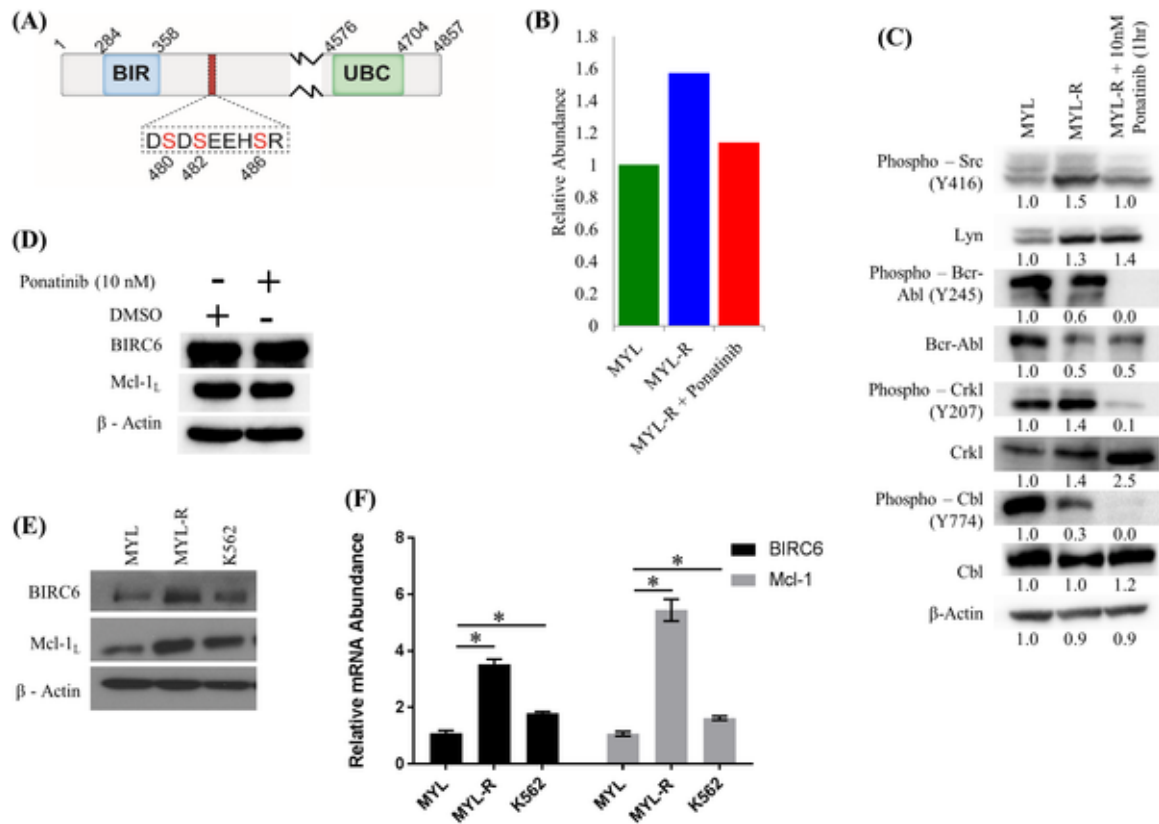 (A)
1 284 358 4576 4704 4857
BIR UBC
DSDSEEHSR
480 482 486
(B)
Relative Abundance
1.8
1.6
1.4
1.2
1
0.8
0.6
0.4
0.2
0
MYL
MYL-R
MYL-R + Ponatinib
(C)
MYL
MYL-R
MYL-R + 10nM
Ponatinib (1hr)
Phospho – Src
(Y416)
1.0 1.5 1.0
Lyn
1.0 1.3 1.4
Phospho – Bcr-
Abl (Y245)
1.0 0.6 0.0
Bcr-Abl
1.0 0.5 0.5
Phospho – Crkl
(Y207)
1.0 1.4 0.1
Crkl
1.0 1.4 2.5
Phospho – Cbl
(Y774)
1.0 0.3 0.0
Cbl
1.0 1.0 1.2
β-Actin
1.0 0.9 0.9
(D)
Ponatinib (10 nM) - +
DMSO + -
BIRC6
Mcl-1L
β - Actin
(E)
MYL
MYL-R
K562
BIRC6
Mcl-1L
β - Actin
(F)
Relative mRNA Abundance
8
6
4
2
0
* *
* *
BIRC6
Mcl-1
MYL
MYL-R
K562
MYL
MYL-R
K562